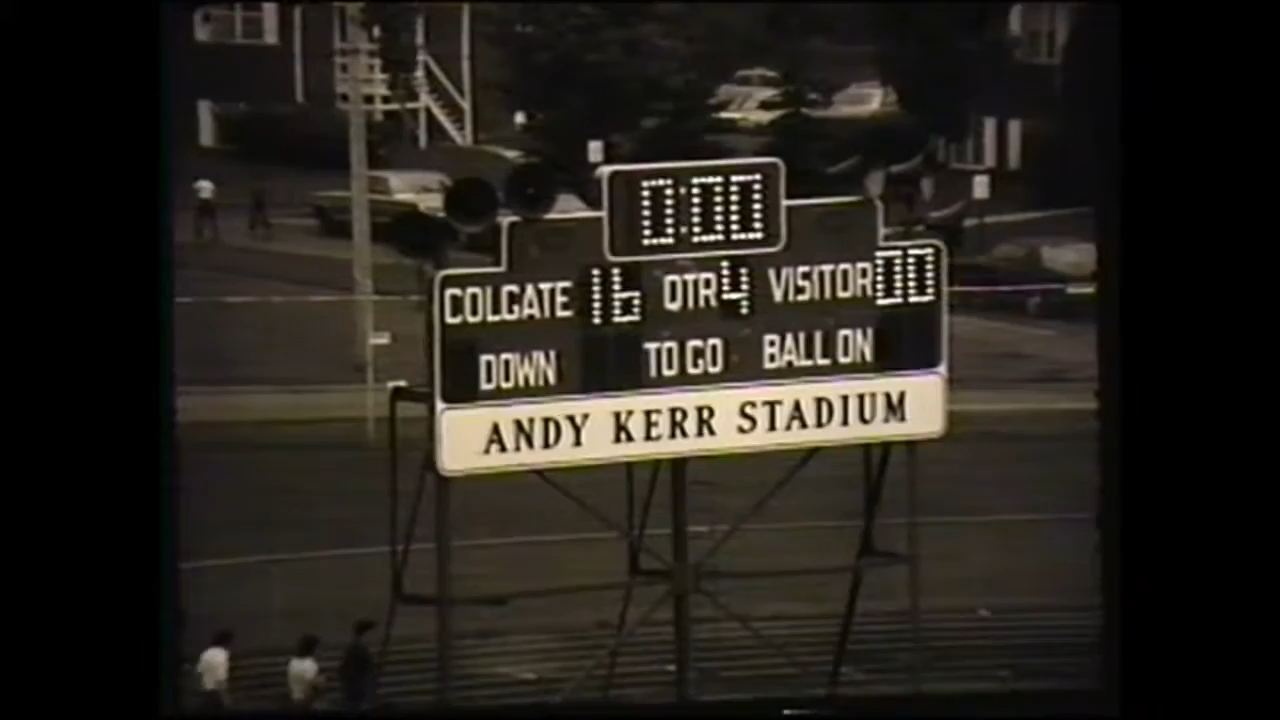 0:00
COLGATE 16 QTR 4 VISITOR 00
DOWN TO GO BALL ON
ANDY KERR STADIUM